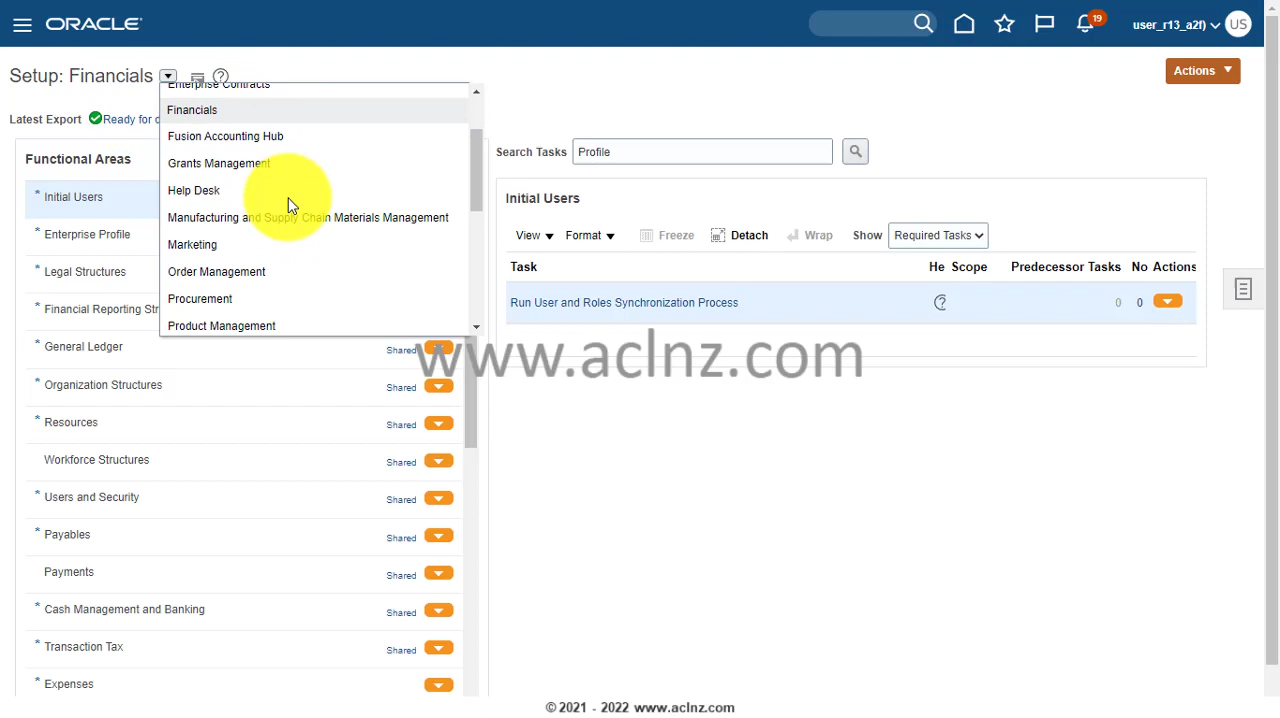 ORACLE
19
user_r13_a2f)
US
Setup: Financials
Actions
Enterprise Contracts
Financials
Fusion Accounting Hub
Grants Management
Help Desk
Manufacturing and Supply Chain Materials Management
Marketing
Order Management
Procurement
Product Management
Latest Export
Ready for d
Functional Areas
* Initial Users
* Enterprise Profile
* Legal Structures
* Financial Reporting Str
* General Ledger Shared
* Organization Structures Shared
* Resources Shared
Workforce Structures Shared
* Users and Security Shared
* Payables Shared
Payments Shared
* Cash Management and Banking Shared
* Transaction Tax Shared
* Expenses
Search Tasks Profile
Initial Users
View Format Freeze Detach Wrap Show Required Tasks
Task He Scope Predecessor Tasks No Actions
Run User and Roles Synchronization Process 0 0
www.aclnz.com
© 2021 - 2022 www.aclnz.com